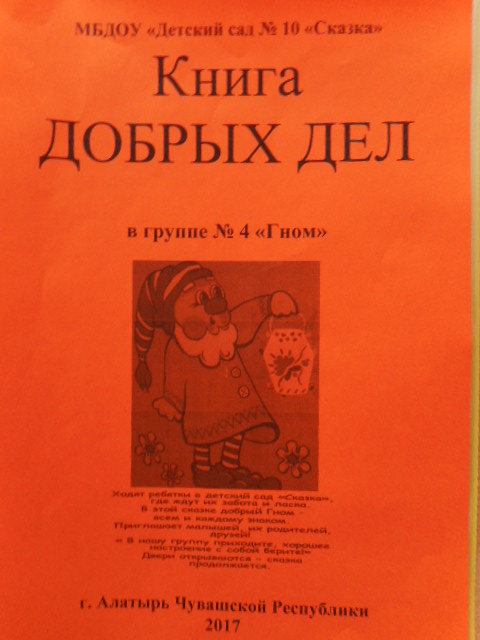 МБДОУ «Детский сад № 10 «Сказка»
Книга
ДОБРЫХ ДЕЛ
в группе № 4 «Гном»
Ходят ребятки в детский сад «Сказка»,
где ждут их забота и ласка.
В этой сказке добрый Гном -
всем и каждому знаком.
Приглашает малышей, их родителей,
друзей!
« В нашу группу приходите, хорошее
настроение с собой берите!»
Двери открываются - сказка
продолжается.
г. Алатырь Чувашской Республики
2017